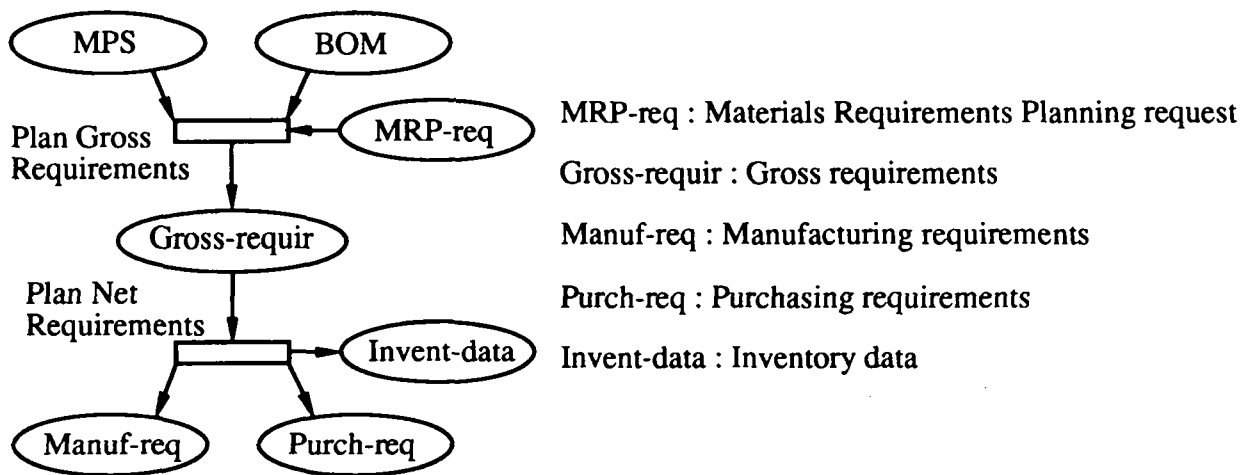 MPS
BOM
Plan Gross
Requirements
MRP-req
Gross-requir
Plan Net
Requirements
Invent-data
Manuf-req
Purch-req
MRP-req : Materials Requirements Planning request
Gross-requir : Gross requirements
Manuf-req : Manufacturing requirements
Purch-req : Purchasing requirements
Invent-data : Inventory data